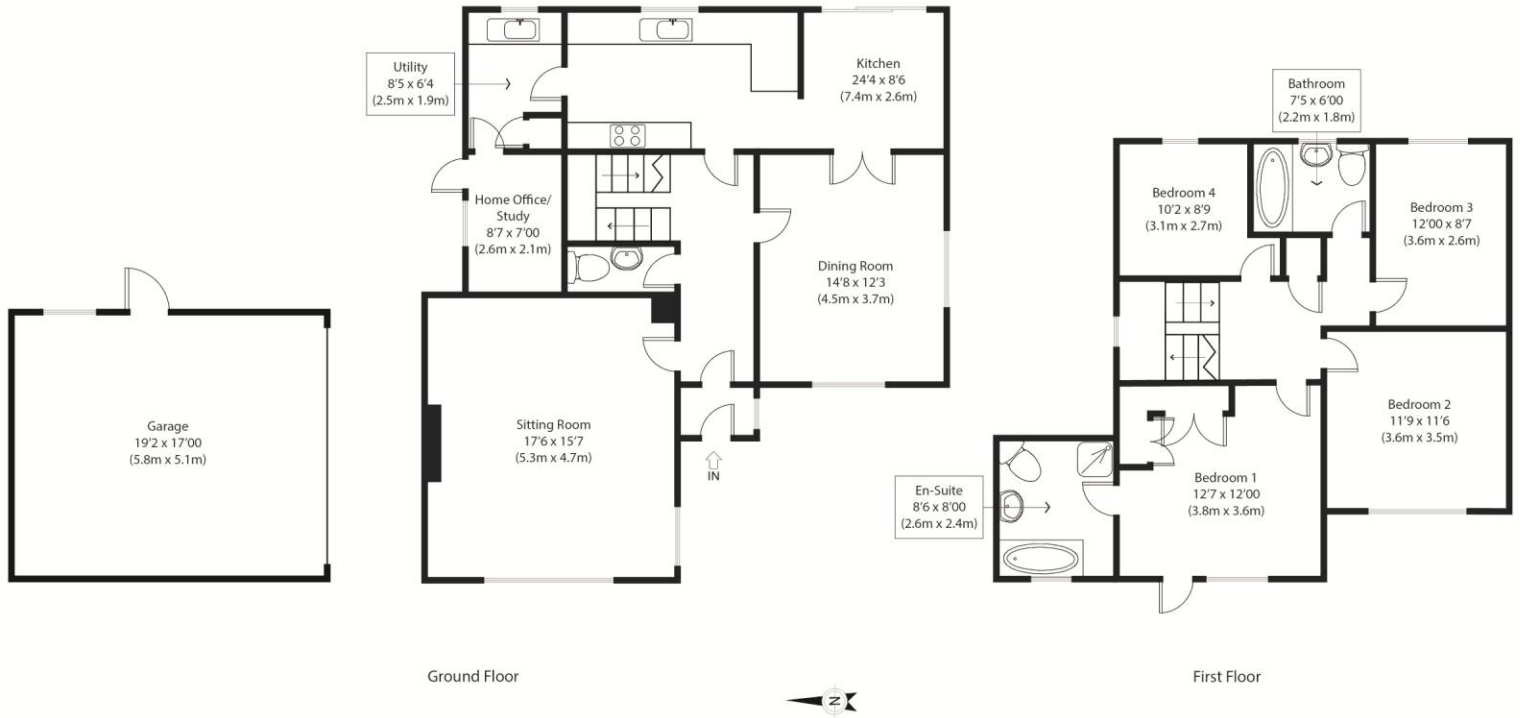 Utility
8'5 x 6'4
(2.5m x 1.9m)
Kitchen
24'4 x 8'6
(7.4m x 2.6m)
Home Office/
Study
8'7 x 7'00
(2.6m x 2.1m)
Dining Room
14'8 x 12'3
(4.5m x 3.7m)
Garage
19'2 x 17'00
(5.8m x 5.1m)
Sitting Room
17'6 x 15'7
(5.3m x 4.7m)
IN
Bathroom
7'5 x 6'00
(2.2m x 1.8m)
Bedroom 4
10'2 x 8'9
(3.1m x 2.7m)
Bedroom 3
12'00 x 8'7
(3.6m x 2.6m)
Bedroom 2
11'9 x 11'6
(3.6m x 3.5m)
Bedroom 1
12'7 x 12'00
(3.8m x 3.6m)
En-Suite
8'6 x 8'00
(2.6m x 2.4m)
Ground Floor
First Floor
N